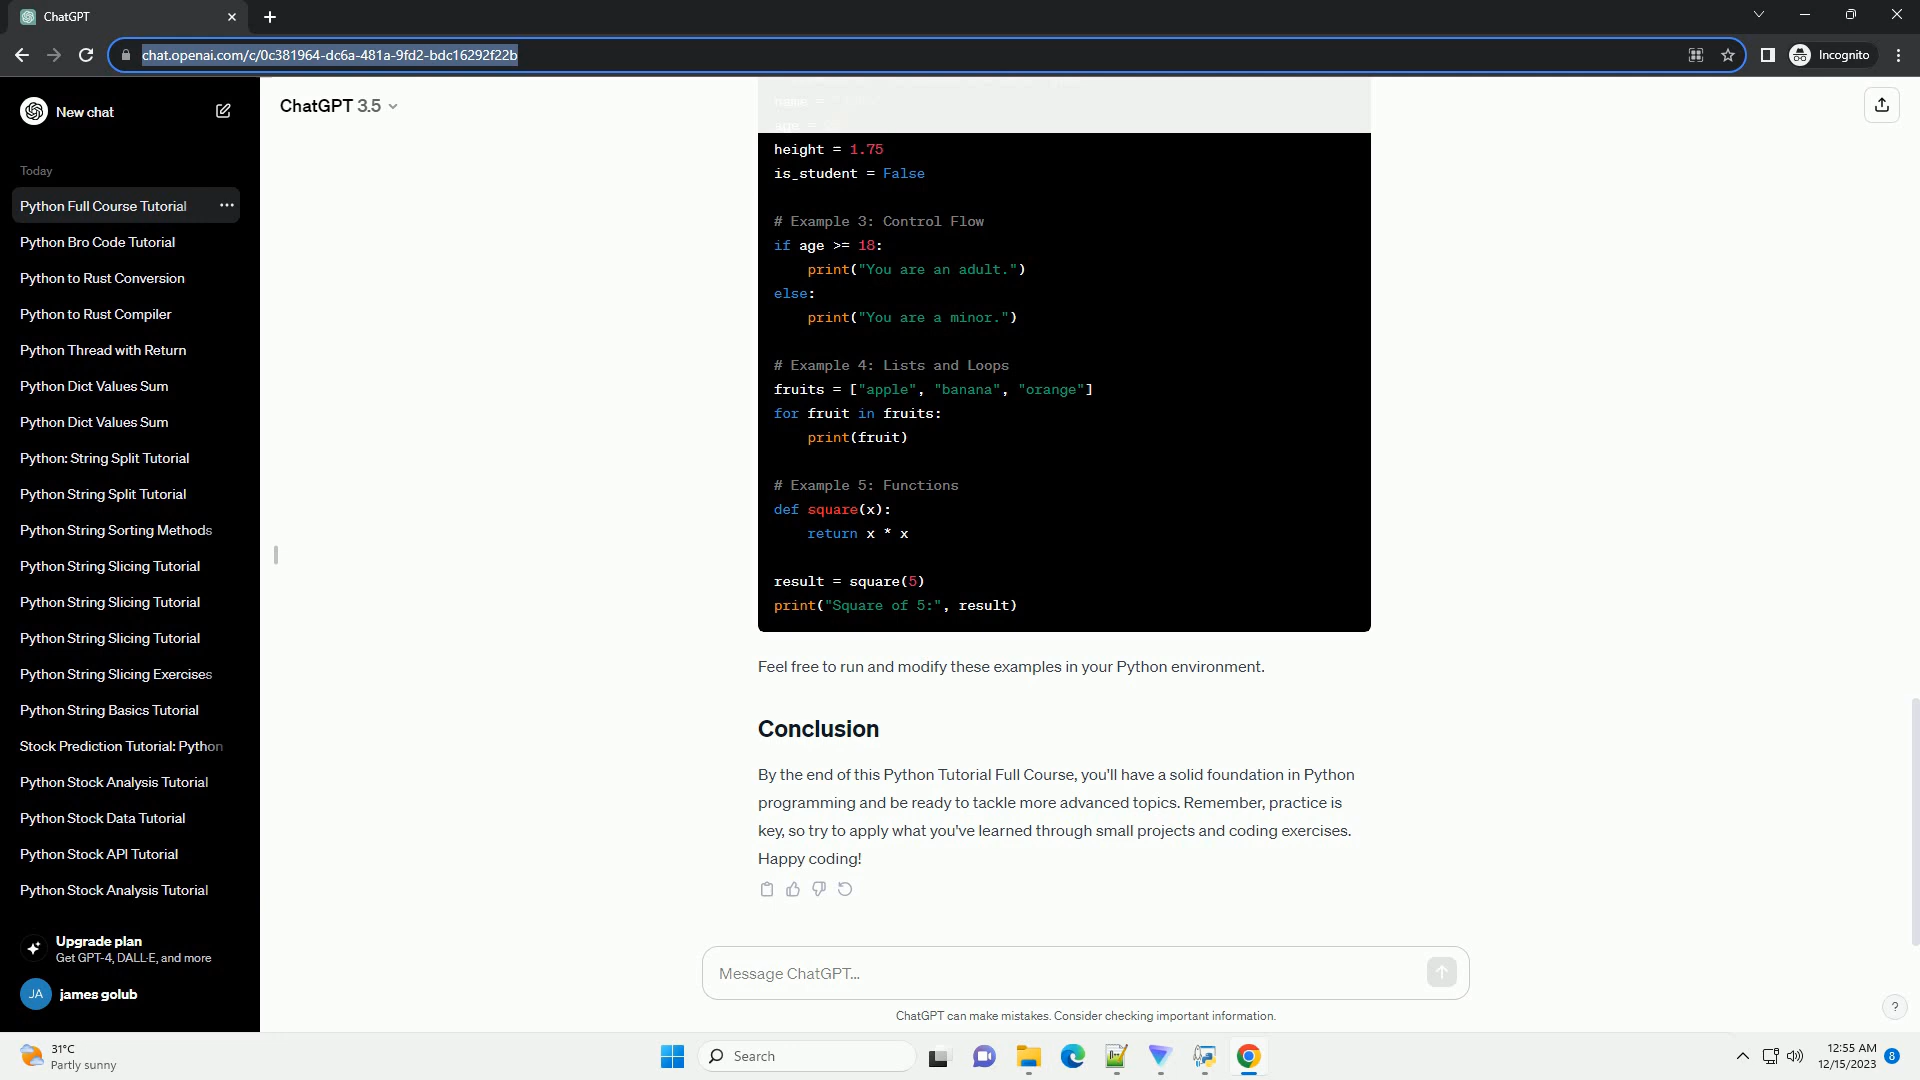 ChatGPT
chat.openai.com/c/0c381964-dc6a-481a-9fd2-bdc16292f22b
Incognito
New chat
Today
Python Full Course Tutorial
Python Bro Code Tutorial
Python to Rust Conversion
Python to Rust Compiler
Python Thread with Return
Python Dict Values Sum
Python Dict Values Sum
Python: String Split Tutorial
Python String Split Tutorial
Python String Sorting Methods
Python String Slicing Tutorial
Python String Slicing Tutorial
Python String Slicing Tutorial
Python String Slicing Exercises
Python String Basics Tutorial
Stock Prediction Tutorial: Python
Python Stock Analysis Tutorial
Python Stock Data Tutorial
Python Stock API Tutorial
Python Stock Analysis Tutorial
Upgrade plan
Get GPT-4, DALL·E, and more
JA james golub
ChatGPT 3.5
name =
age =
height = 1.75
is_student = False
# Example 3: Control Flow
if age >= 18:
print("You are an adult.")
else:
print("You are a minor.")
# Example 4: Lists and Loops
fruits = ["apple", "banana", "orange"]
for fruit in fruits:
print(fruit)
# Example 5: Functions
def square(x):
return x * x
result = square(5)
print("Square of 5:", result)
Feel free to run and modify these examples in your Python environment.
Conclusion
By the end of this Python Tutorial Full Course, you'll have a solid foundation in Python
programming and be ready to tackle more advanced topics. Remember, practice is
key, so try to apply what you've learned through small projects and coding exercises.
Happy coding!
Message ChatGPT...
ChatGPT can make mistakes. Consider checking important information.
?
31°C
Partly sunny
Search
12:55 AM
12/15/2023
8